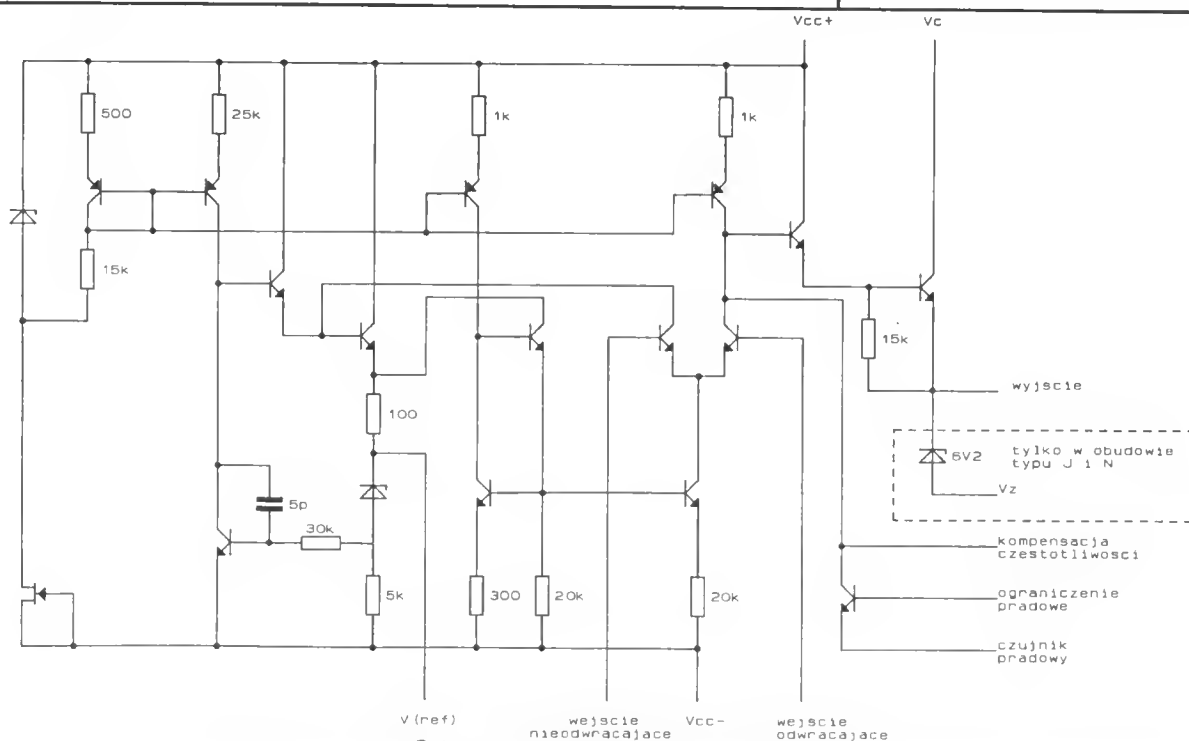 Vcc+
Vc
500
25k
1k
1k
15k
15k
wyjscie
100
6V2
tylko w obudowie
typu J i N
Vz
5p
30k
kompensacja
czestotliwosci
5k
300
20k
20k
ograniczenie
pradowe
czujnik
pradowy
V(ref)
wejscie
nieodwracajace
Vcc-
wejscie
odwracajace